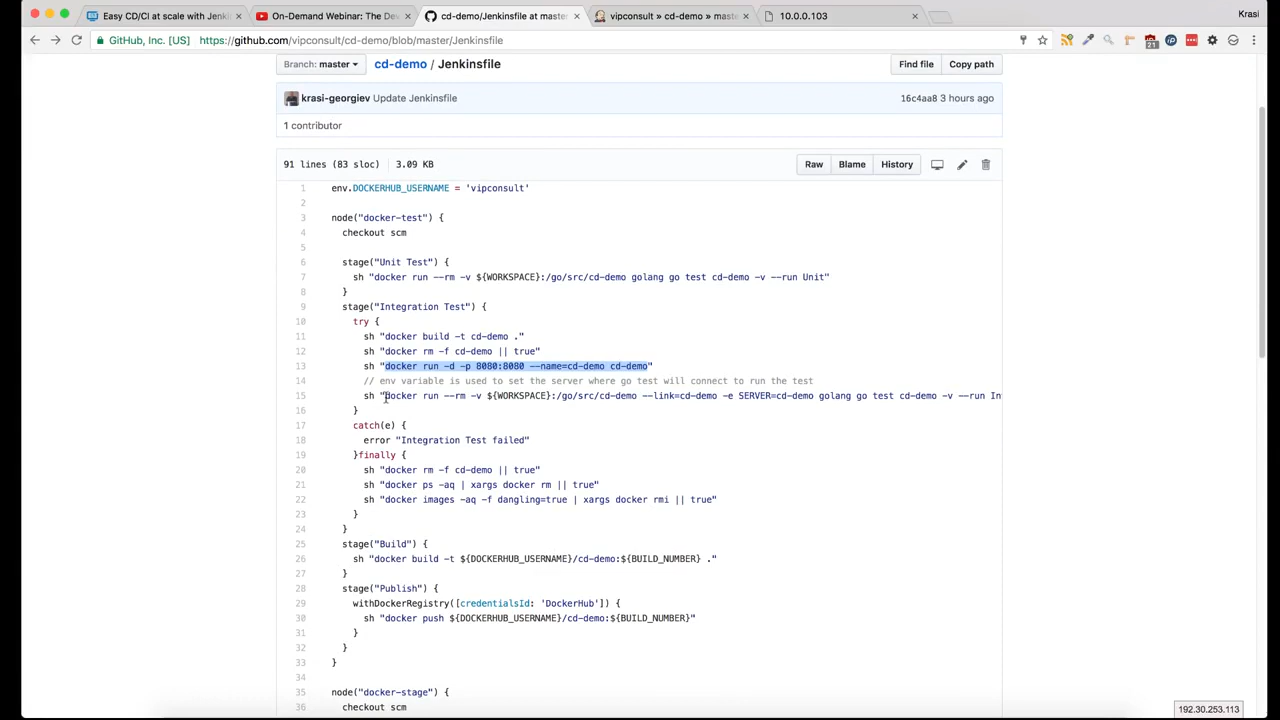 Easy CD/CI at scale with Jenki
On-Demand Webinar: The De
cd-demo/Jenkinsfile at master
vipconsult » cd-demo » maste
10.0.0.103
Krasi
GitHub, Inc. [US] https://github.com/vipconsult/cd-demo/blob/master/Jenkinsfile
21
Branch: master cd-demo / Jenkinsfile Find file Copy path
krasi-georgiev Update Jenkinsfile 16c4aa8 3 hours ago
1 contributor
91 lines (83 sloc) 3.09 KB Raw Blame History
1 env.DOCKERHUB_USERNAME = 'vipconsult'
2
3 node("docker-test") {
4 checkout scm
5
6 stage("Unit Test") {
7 sh "docker run --rm -v ${WORKSPACE}:/go/src/cd-demo golang go test cd-demo -v --run Unit"
8 }
9 stage("Integration Test") {
10 try {
11 sh "docker build -t cd-demo ."
12 sh "docker rm -f cd-demo || true"
13 sh "docker run -d -p 8080:8080 --name=cd-demo cd-demo"
14 // env variable is used to set the server where go test will connect to run the test
15 sh "docker run --rm -v ${WORKSPACE}:/go/src/cd-demo --link=cd-demo -e SERVER=cd-demo golang go test cd-demo -v --run In
16 }
17 catch(e) {
18 error "Integration Test failed"
19 }finally {
20 sh "docker rm -f cd-demo || true"
21 sh "docker ps -aq | xargs docker rm || true"
22 sh "docker images -aq -f dangling=true | xargs docker rmi || true"
23 }
24 }
25 stage("Build") {
26 sh "docker build -t ${DOCKERHUB_USERNAME}/cd-demo:${BUILD_NUMBER} ."
27 }
28 stage("Publish") {
29 withDockerRegistry([credentialsId: 'DockerHub']) {
30 sh "docker push ${DOCKERHUB_USERNAME}/cd-demo:${BUILD_NUMBER}"
31 }
32 }
33 }
34
35 node("docker-stage") {
36 checkout scm
192.30.253.113